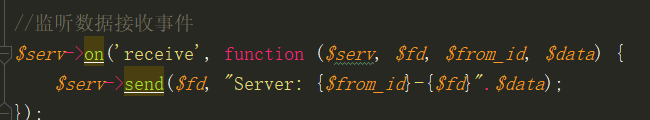 //监听数据接收事件
$serv->on('receive', function ($serv, $fd, $from_id, $data) {
    $serv->send($fd, "Server: {$from_id}-{$fd}".$data);
});